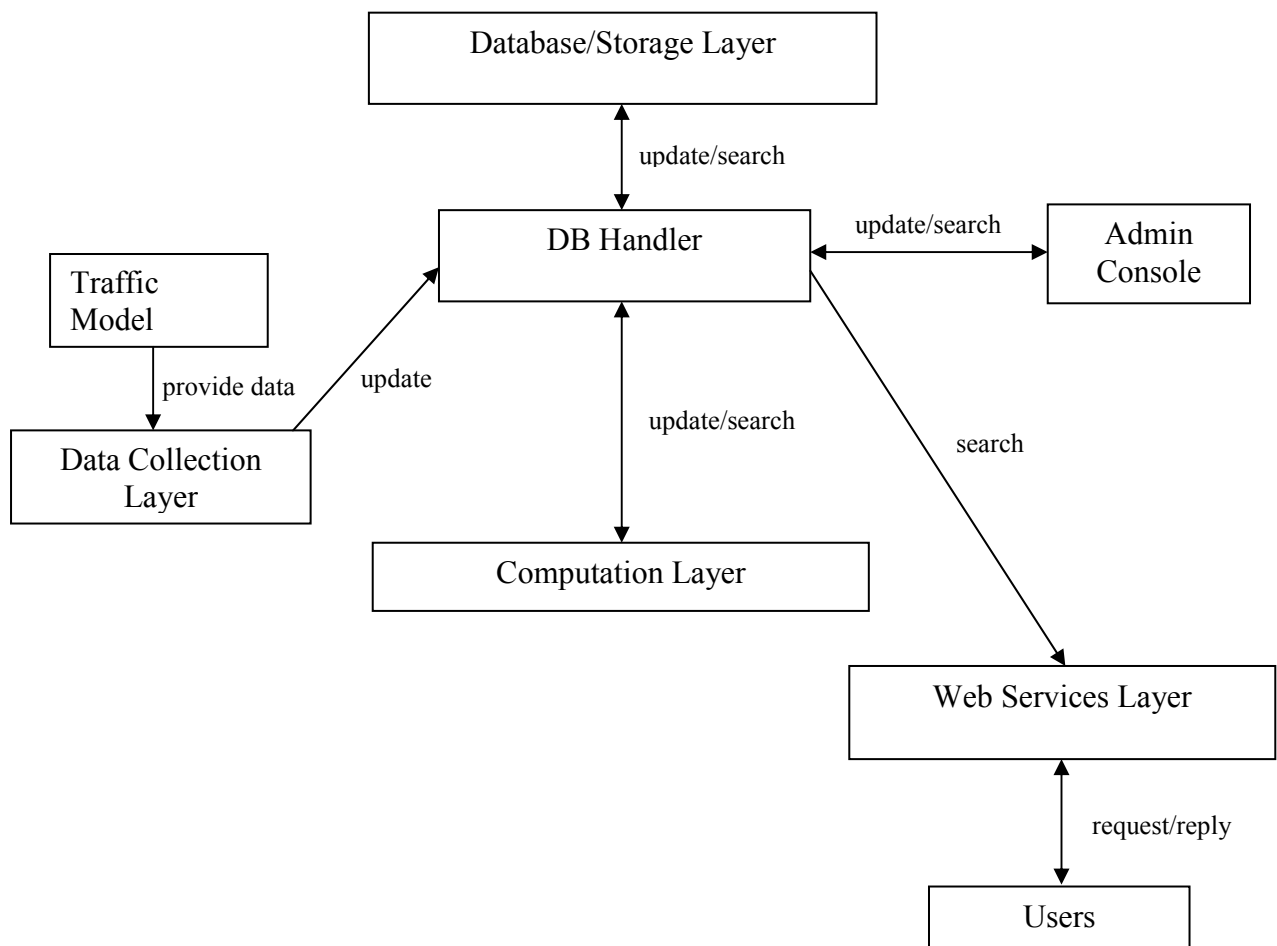 Database/Storage Layer
update/search
DB Handler
update/search
Admin
Console
Traffic
Model
provide data
update
Data Collection
Layer
update/search
search
Computation Layer
Web Services Layer
request/reply
Users